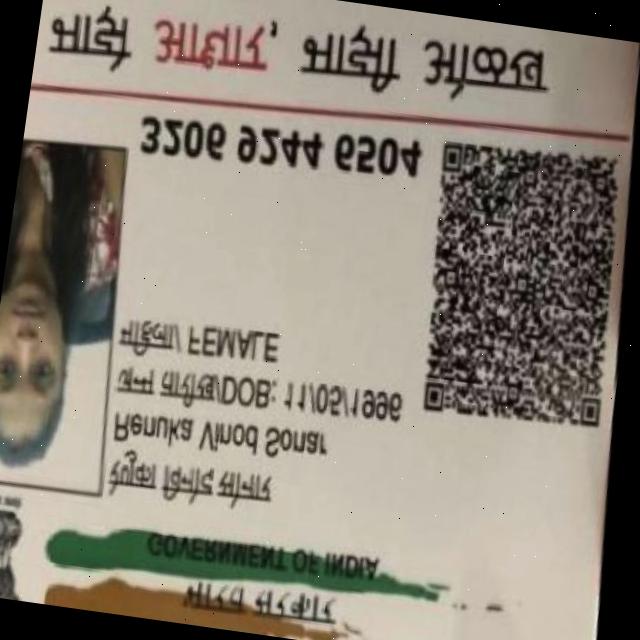 भारत सरकार
GOVERNMENT OF INDIA
रेणुका विनोद सोनार
Renuka Vinod Sonar
जन्म तारीख/DOB: 11/05/1996
महिला/ FEMALE
3206 9244 6504
माझे आधार, माझी ओळख